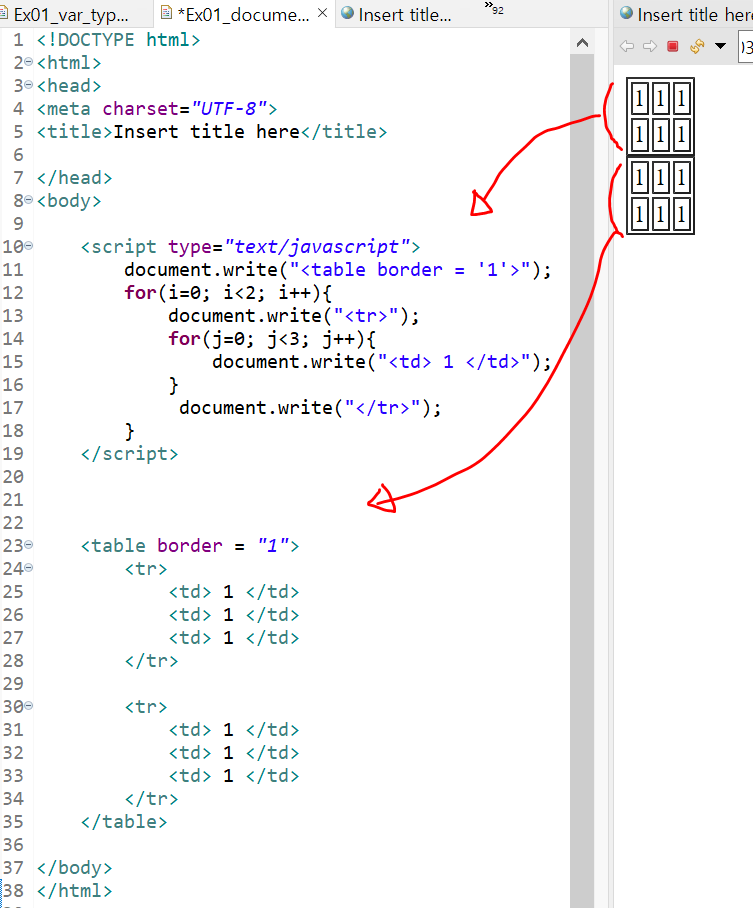 Ex01_var_typ...
*Ex01_docume...
Insert title...
»92
Insert title here
1 <!DOCTYPE html>
2 <html>
3 <head>
4 <meta charset="UTF-8">
5 <title>Insert title here</title>
6
7 </head>
8 <body>
9
10 <script type="text/javascript">
11 document.write("<table border = '1'>");
12 for(i=0; i<2; i++){
13 document.write("<tr>");
14 for(j=0; j<3; j++){
15 document.write("<td> 1 </td>");
16 }
17 document.write("</tr>");
18 }
19 </script>
20
21
22
23 <table border = "1">
24 <tr>
25 <td> 1 </td>
26 <td> 1 </td>
27 <td> 1 </td>
28 </tr>
29
30 <tr>
31 <td> 1 </td>
32 <td> 1 </td>
33 <td> 1 </td>
34 </tr>
35 </table>
36
37 </body>
38 </html>
1 1 1
1 1 1
1 1 1
1 1 1